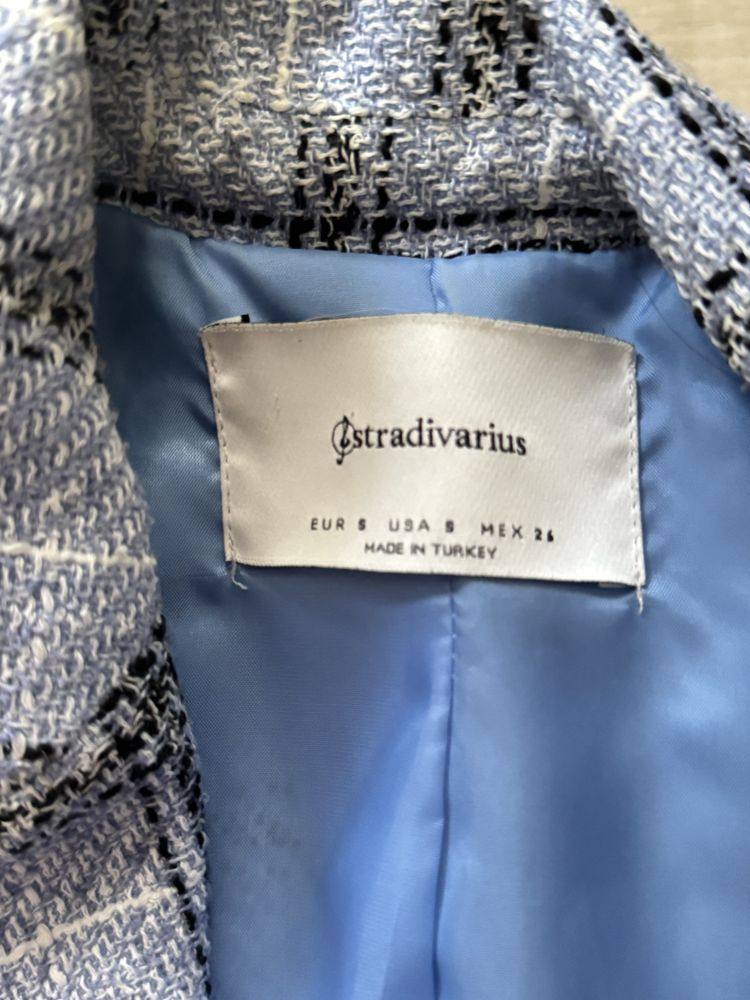 stradivarius
EUR S USA S MEX 26
MADE IN TURKEY